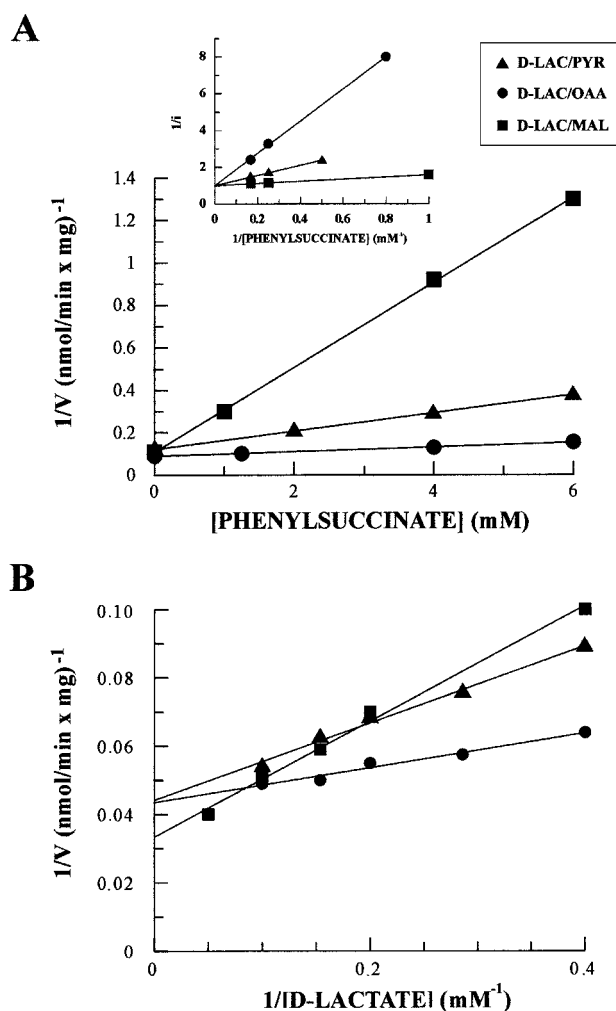 A
8
6
4
2
0
1/i
0
0.2
0.4
0.6
0.8
1
1/[PHENYLSUCCINATE] (mM⁺)
D-LAC/PYR
D-LAC/OAA
D-LAC/MAL
1.4
1.2
1
0.8
0.6
0.4
0.2
0
1/V (nmol/min x mg)⁻¹
0
2
4
6
[PHENYLSUCCINATE] (mM)
B
0.10
0.08
0.06
0.04
0.02
0
1/V (nmol/min x mg)⁻¹
0
0.2
0.4
1/[D-LACTATE] (mM⁻¹)